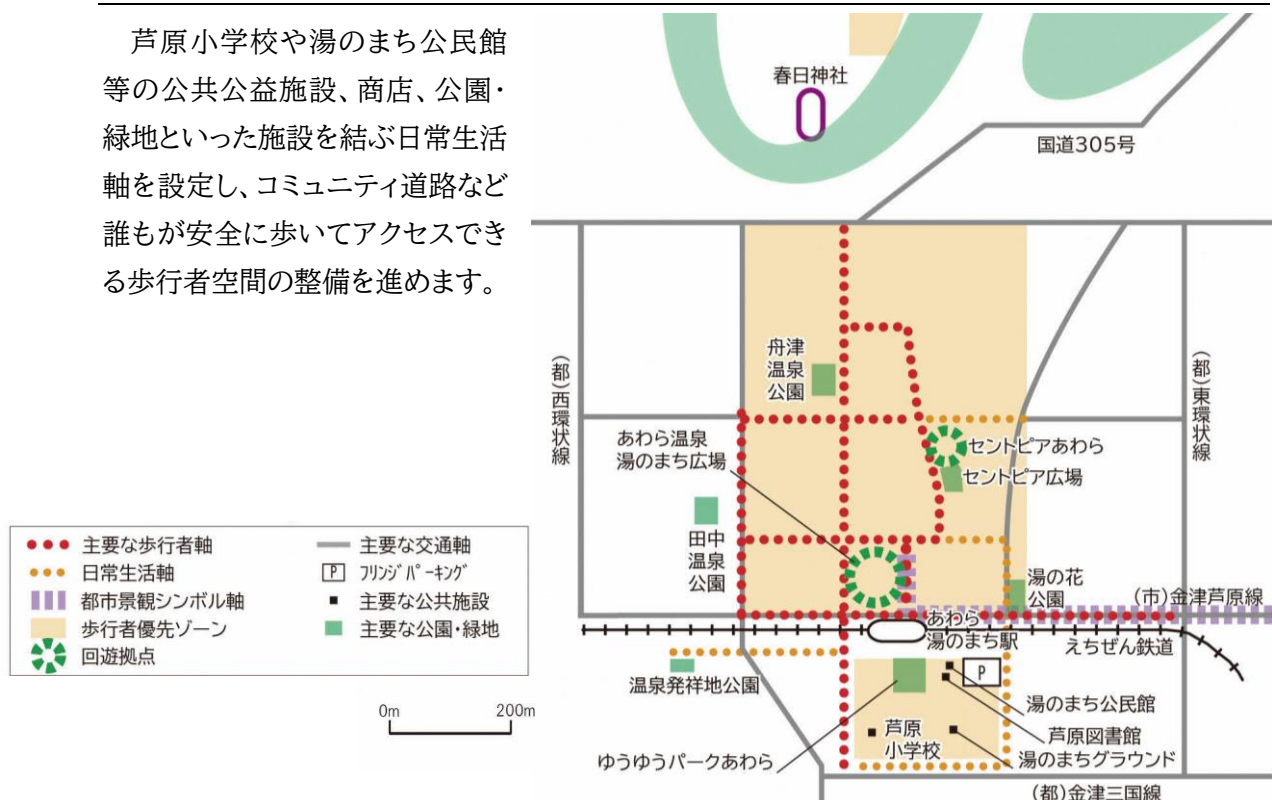 芦原小学校や湯のまち公民館
等の公共公益施設、商店、公園・
緑地といった施設を結ぶ日常生活
軸を設定し、コミュニティ道路など
誰もが安全に歩いてアクセスでき
る歩行者空間の整備を進めます。
春日神社
国道305号
(都)西環状線
(都)東環状線
舟津
温泉
公園
あわら温泉
湯のまち広場
セントピアあわら
セントピア広場
田中
温泉
公園
湯の花
公園
(市)金津芦原線
あわら
湯のまち駅
えちぜん鉄道
温泉発祥地公園
P
湯のまち公民館
芦原図書館
湯のまちグラウンド
芦原
小学校
ゆうゆうパークあわら
(都)金津三国線
主要な歩行者軸
日常生活軸
都市景観シンボル軸
歩行者優先ゾーン
回遊拠点
主要な交通軸
P フリンジパーキング
主要な公共施設
主要な公園・緑地
0m 200m